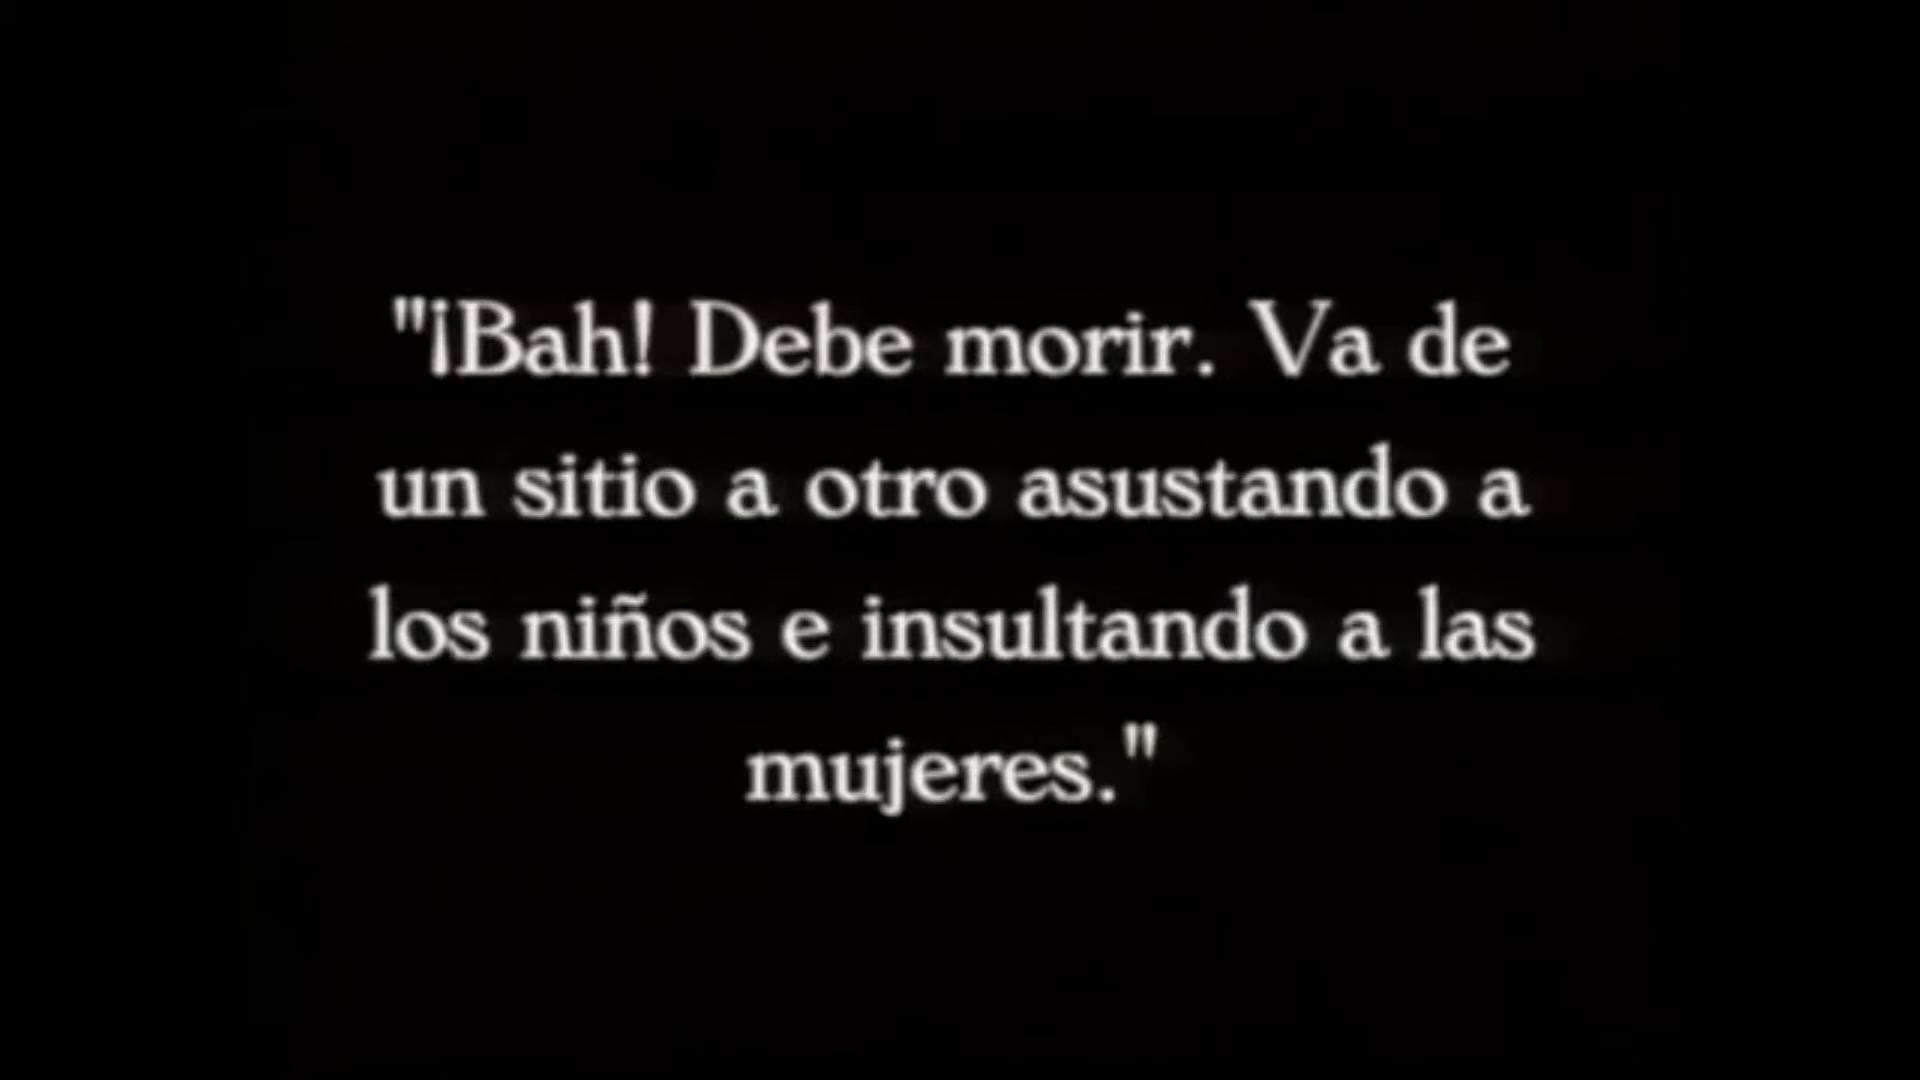 "¡Bah! Debe morir. Va de
un sitio a otro asustando a
los niños e insultando a las
mujeres."